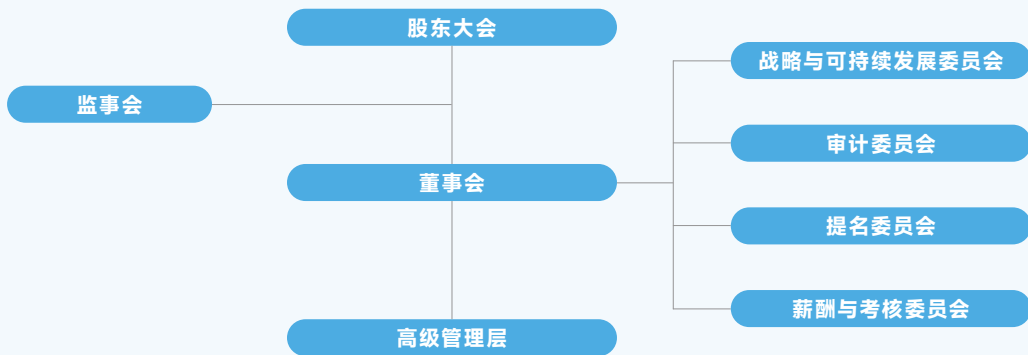 股东大会
监事会
董事会
高级管理层
战略与可持续发展委员会
审计委员会
提名委员会
薪酬与考核委员会